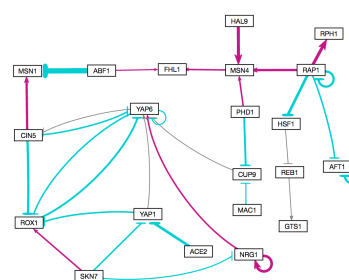 HAL9
RPH1
MSN1
ABF1
FHL1
MSN4
RAP1
YAP6
PHD1
HSF1
CIN5
CUP9
REB1
AFT1
ROX1
YAP1
MAC1
GTS1
ACE2
NRG1
SKN7